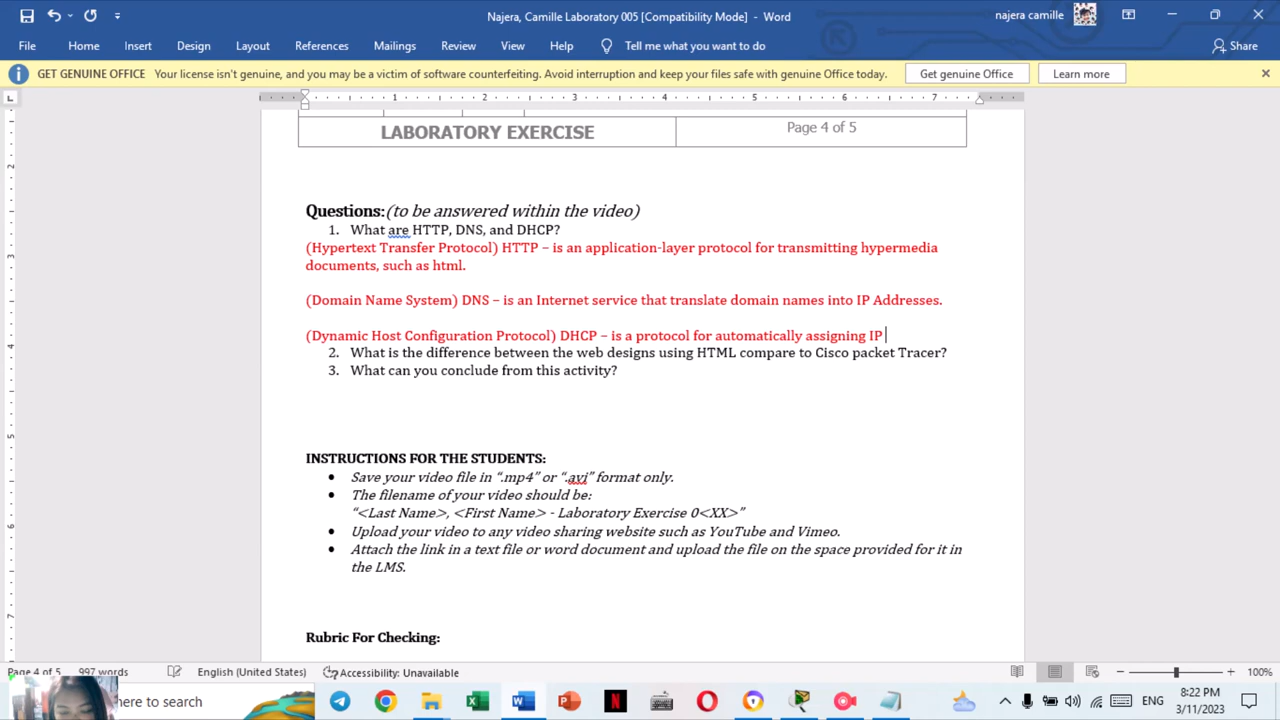 Najera, Camille Laboratory 005 [Compatibility Mode] - Word
najera camille
File Home Insert Design Layout References Mailings Review View Help Tell me what you want to do Share
GET GENUINE OFFICE Your license isn't genuine, and you may be a victim of software counterfeiting. Avoid interruption and keep your files safe with genuine Office today. Get genuine Office Learn more
1 2 3 4 5 6 7
LABORATORY EXERCISE Page 4 of 5
Questions:(to be answered within the video)
1. What are HTTP, DNS, and DHCP?
(Hypertext Transfer Protocol) HTTP – is an application-layer protocol for transmitting hypermedia
documents, such as html.
(Domain Name System) DNS – is an Internet service that translate domain names into IP Addresses.
(Dynamic Host Configuration Protocol) DHCP – is a protocol for automatically assigning IP
2. What is the difference between the web designs using HTML compare to Cisco packet Tracer?
3. What can you conclude from this activity?
INSTRUCTIONS FOR THE STUDENTS:
• Save your video file in “.mp4” or “.avi” format only.
• The filename of your video should be:
“<Last Name>, <First Name> - Laboratory Exercise 0<XX>”
• Upload your video to any video sharing website such as YouTube and Vimeo.
• Attach the link in a text file or word document and upload the file on the space provided for it in
the LMS.
Rubric For Checking:
Page 4 of 5 997 words English (United States) Accessibility: Unavailable 100%
here to search
ENG
8:22 PM
3/11/2023